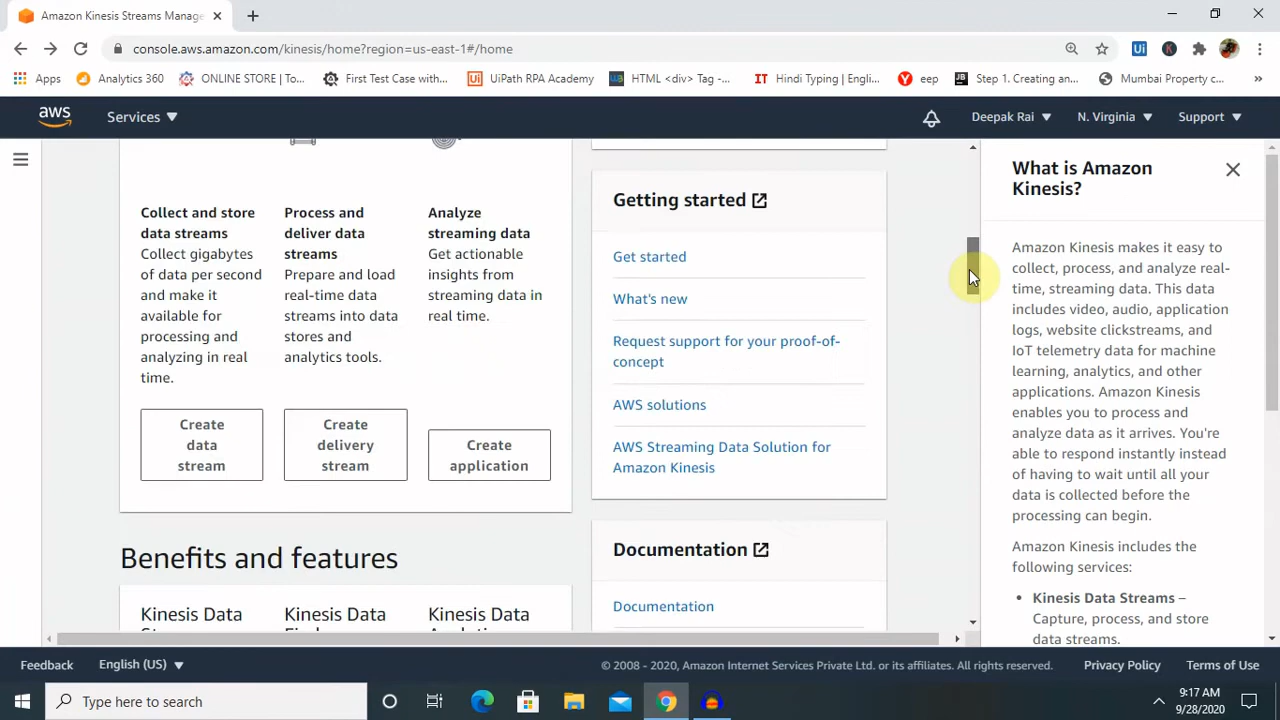 Amazon Kinesis Streams Manage
console.aws.amazon.com/kinesis/home?region=us-east-1#/home
Ui
K
Apps
Analytics 360
ONLINE STORE | To...
First Test Case with...
Ui
UiPath RPA Academy
HTML <div> Tag -...
IT
Hindi Typing | Engli...
Y
eep
JB
Step 1. Creating an...
Mumbai Property c...
»
aws
Services
Deepak Rai
N. Virginia
Support
Collect and store
data streams
Collect gigabytes
of data per second
and make it
available for
processing and
analyzing in real
time.
Create
data
stream
Process and
deliver data
streams
Prepare and load
real-time data
streams into data
stores and
analytics tools.
Create
delivery
stream
Analyze
streaming data
Get actionable
insights from
streaming data in
real time.
Create
application
Benefits and features
Kinesis Data
Kinesis Data
Kinesis Data
Getting started
Get started
What's new
Request support for your proof-of-
concept
AWS solutions
AWS Streaming Data Solution for
Amazon Kinesis
Documentation
Documentation
What is Amazon
Kinesis?
Amazon Kinesis makes it easy to
collect, process, and analyze real-
time, streaming data. This data
includes video, audio, application
logs, website clickstreams, and
IoT telemetry data for machine
learning, analytics, and other
applications. Amazon Kinesis
enables you to process and
analyze data as it arrives. You're
able to respond instantly instead
of having to wait until all your
data is collected before the
processing can begin.
Amazon Kinesis includes the
following services:
• Kinesis Data Streams –
Capture, process, and store
data streams.
Feedback
English (US)
© 2008 - 2020, Amazon Internet Services Private Ltd. or its affiliates. All rights reserved.
Privacy Policy
Terms of Use
Type here to search
9:17 AM
9/28/2020